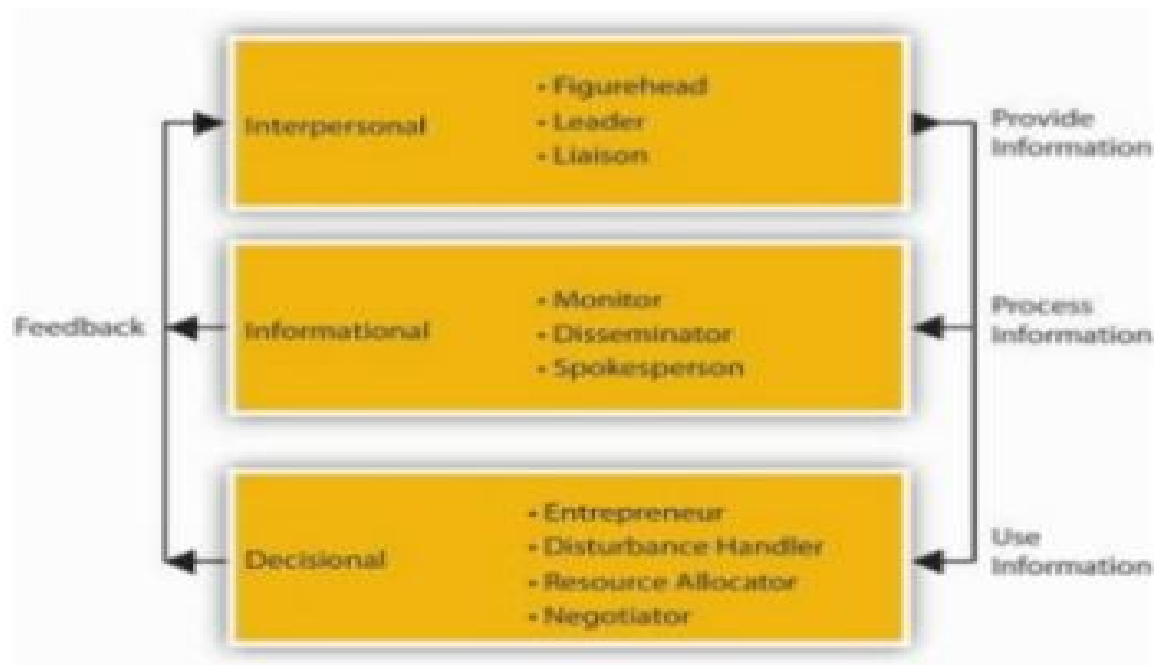 Interpersonal
- Figurehead
- Leader
- Liaison
Provide
Information
Feedback
Informational
- Monitor
- Disseminator
- Spokesperson
Process
Information
Decisional
- Entrepreneur
- Disturbance Handler
- Resource Allocator
- Negotiator
Use
Information